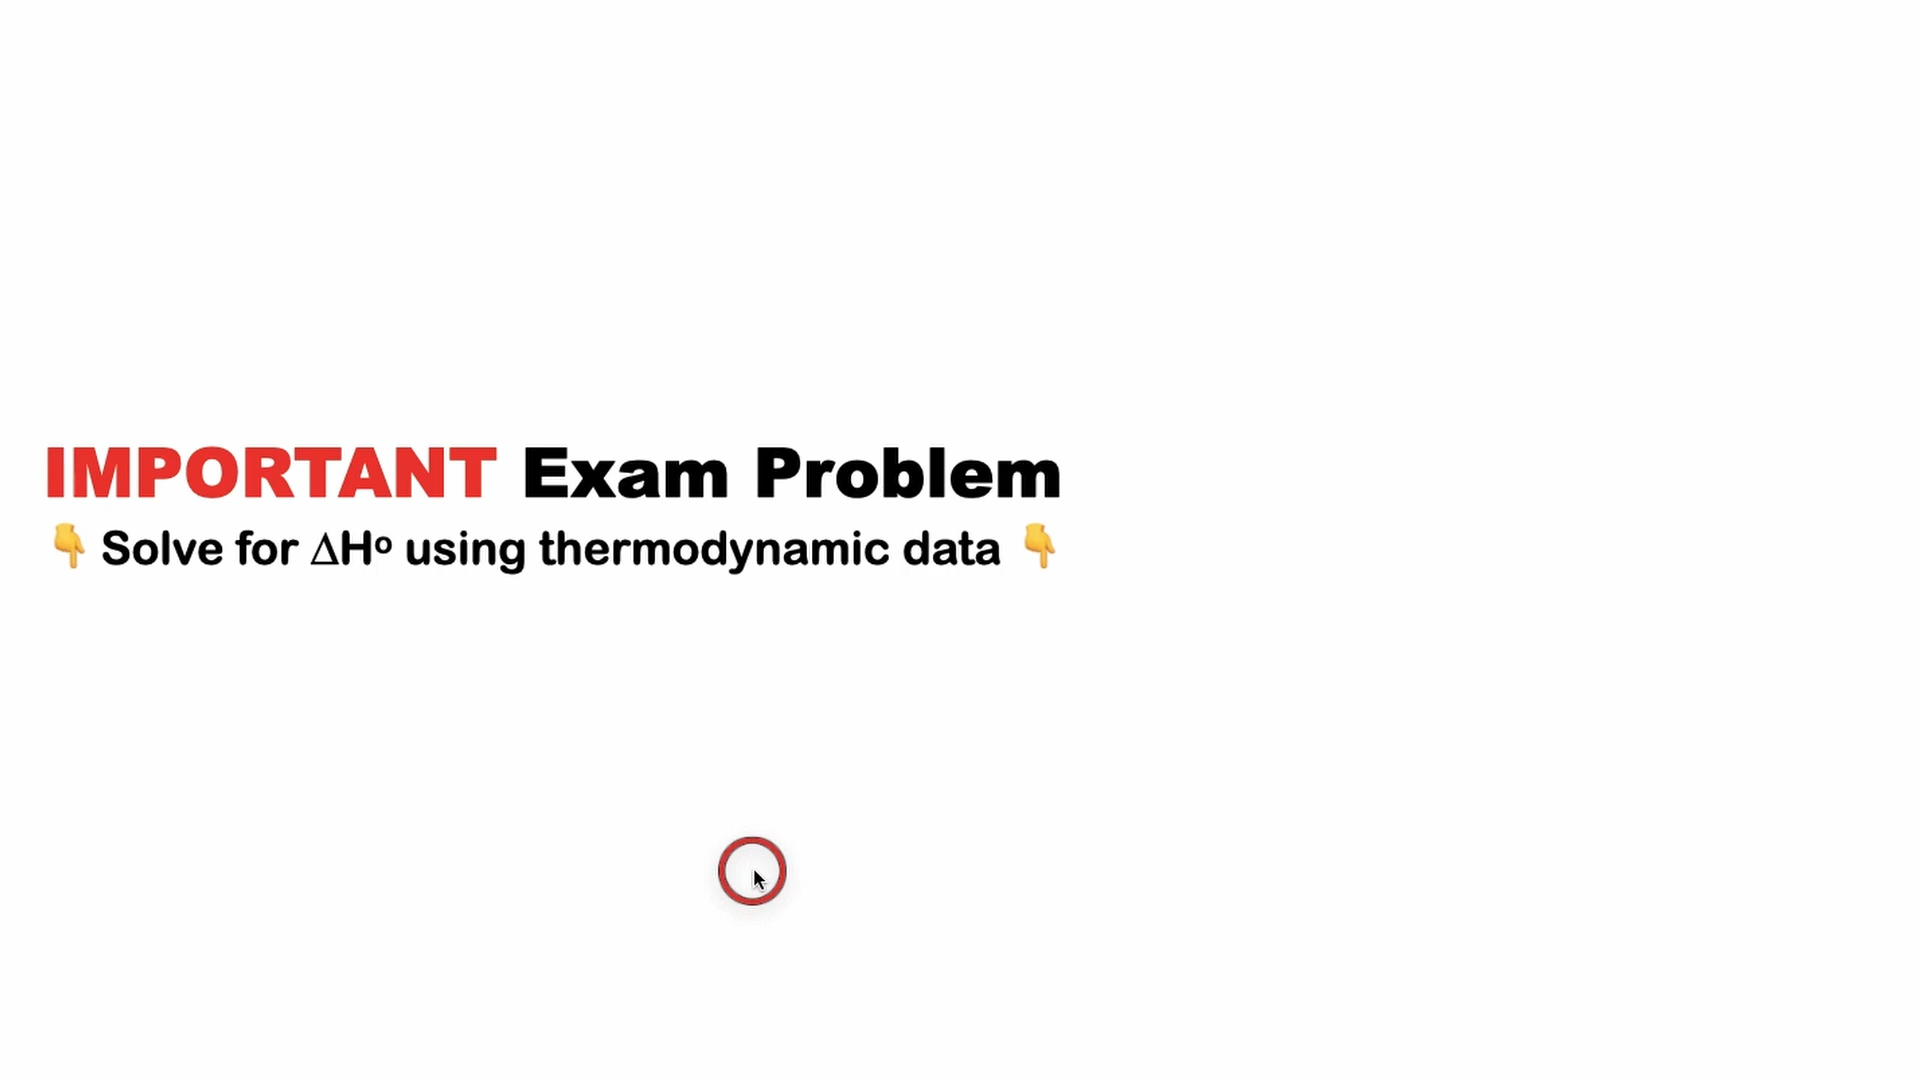 IMPORTANT Exam Problem
👇 Solve for ΔHº using thermodynamic data 👇